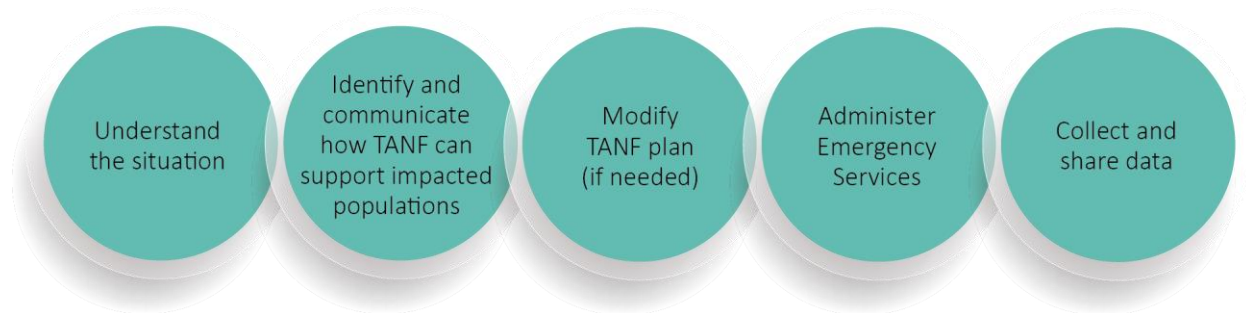 Understand
the situation
Identify and
communicate
how TANF can
support impacted
populations
Modify
TANF plan
(if needed)
Administer
Emergency
Services
Collect and
share data